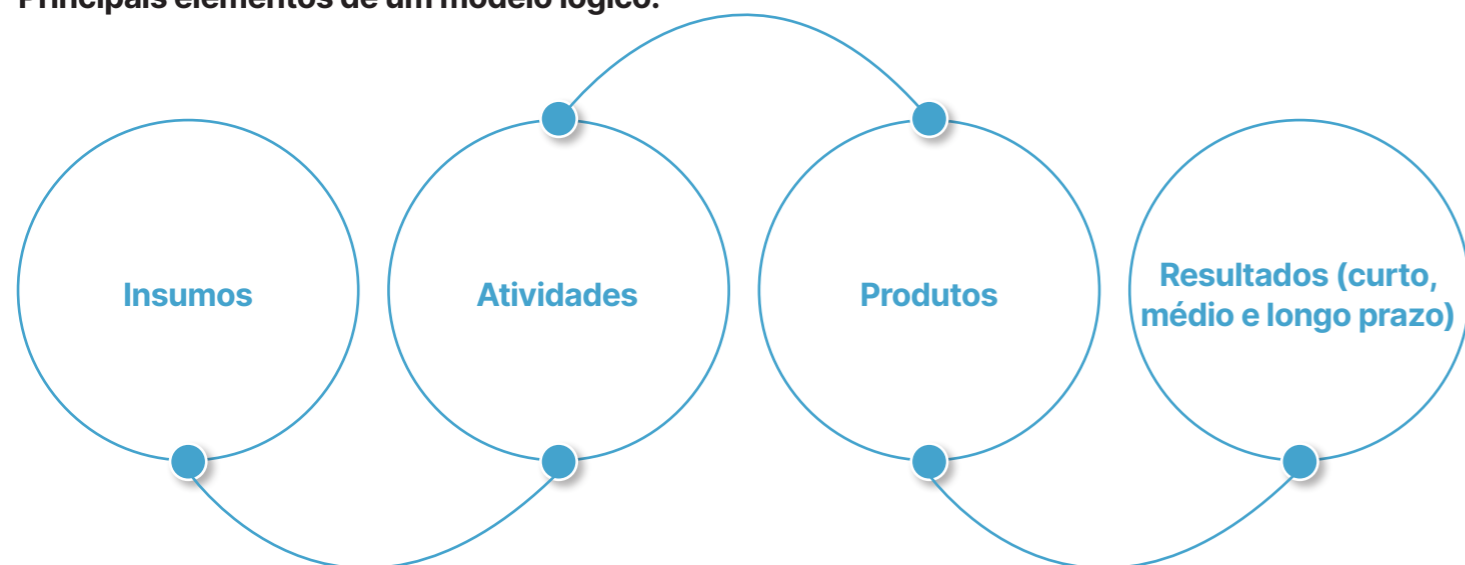 Principais elementos de um modelo lógico:
Insumos
Atividades
Produtos
Resultados (curto,
médio e longo prazo)